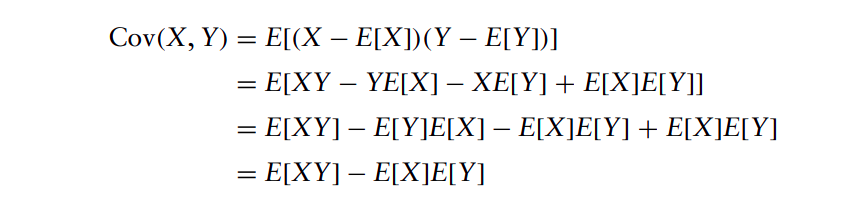 Cov(X, Y) = E[(X − E[X])(Y − E[Y])]
= E[XY − YE[X] − XE[Y] + E[X]E[Y]]
= E[XY] − E[Y]E[X] − E[X]E[Y] + E[X]E[Y]
= E[XY] − E[X]E[Y]